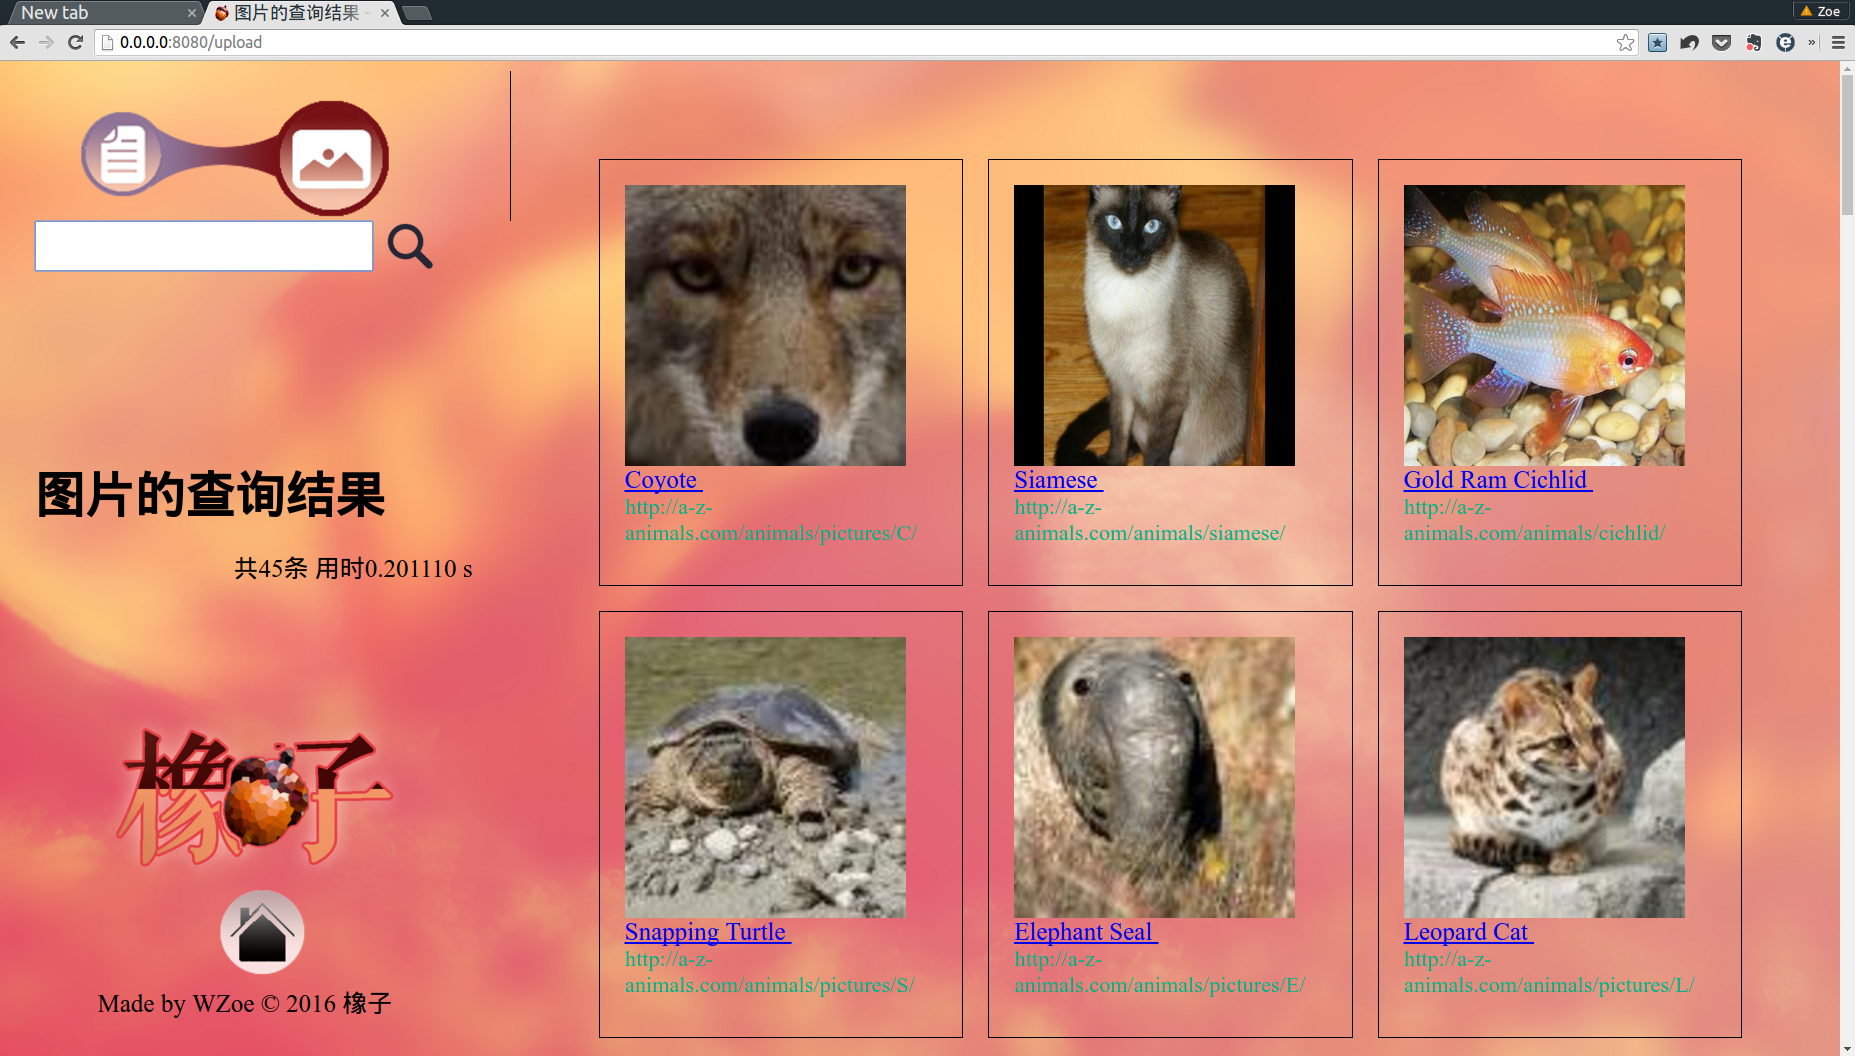 New tab
图片的查询结果 -
Zoe
0.0.0.0:8080/upload
»
图片的查询结果
共45条 用时0.201110 s
橡子
Made by WZoe © 2016 橡子
Coyote
http://a-z-
animals.com/animals/pictures/C/
Siamese
http://a-z-
animals.com/animals/siamese/
Gold Ram Cichlid
http://a-z-
animals.com/animals/cichlid/
Snapping Turtle
http://a-z-
animals.com/animals/pictures/S/
Elephant Seal
http://a-z-
animals.com/animals/pictures/E/
Leopard Cat
http://a-z-
animals.com/animals/pictures/L/